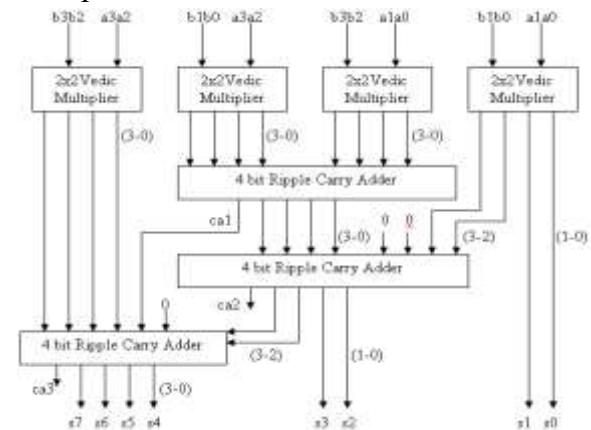 b3b2 a3a2 b1b0 a3a2 b3b2 a1a0 b1b0 a1a0
2x2Vedic Multiplier
2x2Vedic Multiplier
2x2Vedic Multiplier
2x2Vedic Multiplier
(3-0) (3-0) (3-0)
4 bit Ripple Carry Adder
ca1 (3-0) 0 0 (3-2) (1-0)
4 bit Ripple Carry Adder
0 ca2
4 bit Ripple Carry Adder
(3-2) (1-0)
ca3 (3-0)
s7 s6 s5 s4 s3 s2 s1 s0